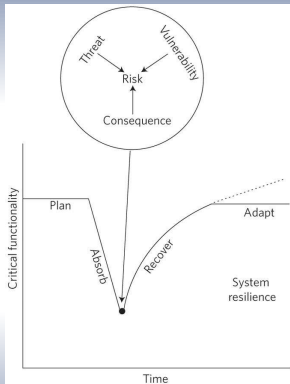 Threat
Vulnerability
Risk
Consequence
Critical functionality
Plan
Absorb
Recover
Adapt
System
resilience
Time